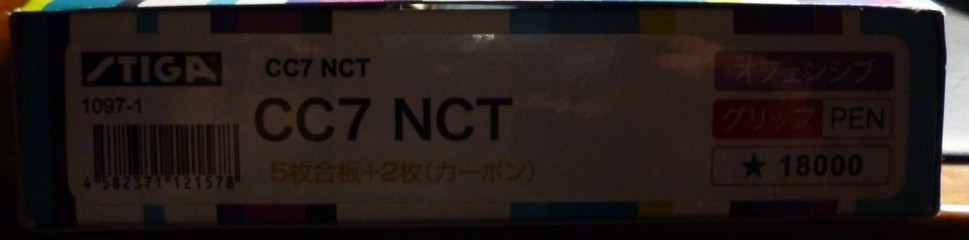 STIGA
CC7 NCT
オフェンシブ
1097-1
CC7 NCT
グリップ PEN
5枚合板+2枚(カーボン)
★ 18000
4 582371 121578